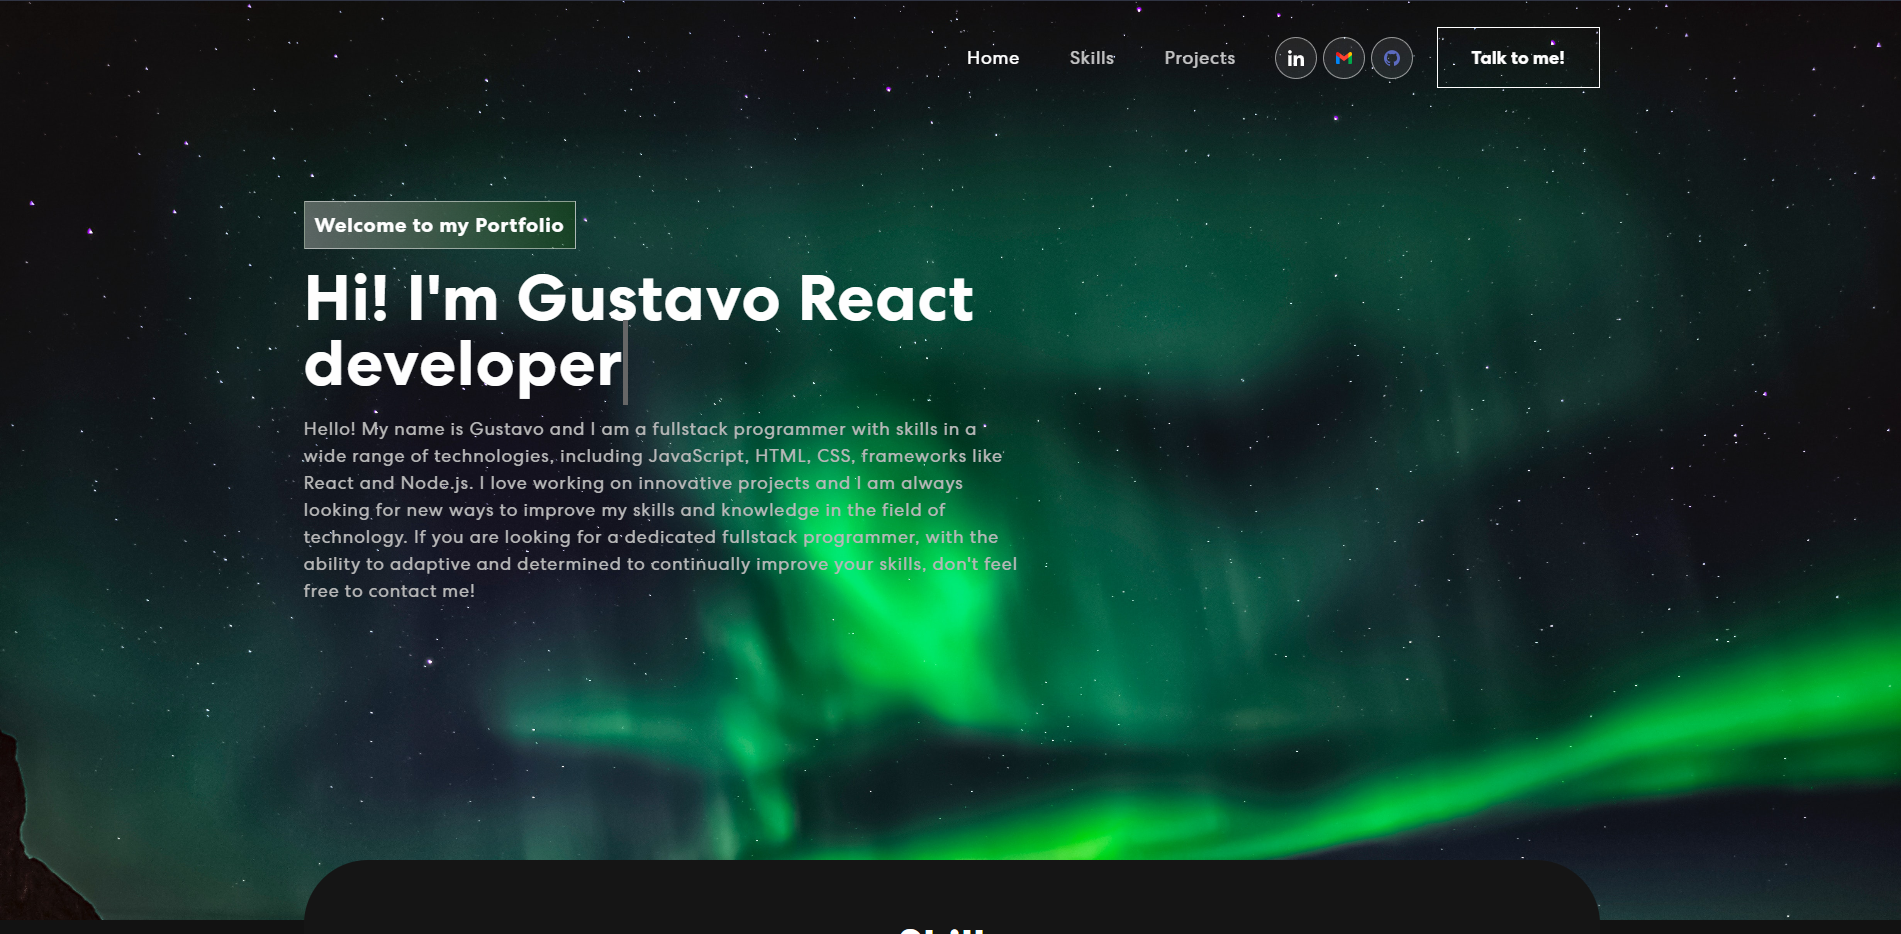 Home Skills Projects in Talk to me!
Welcome to my Portfolio
Hi! I'm Gustavo React
developer
Hello! My name is Gustavo and I am a fullstack programmer with skills in a
wide range of technologies, including JavaScript, HTML, CSS, frameworks like
React and Node.js. I love working on innovative projects and I am always
looking for new ways to improve my skills and knowledge in the field of
technology. If you are looking for a dedicated fullstack programmer, with the
ability to adaptive and determined to continually improve your skills, don't feel
free to contact me!